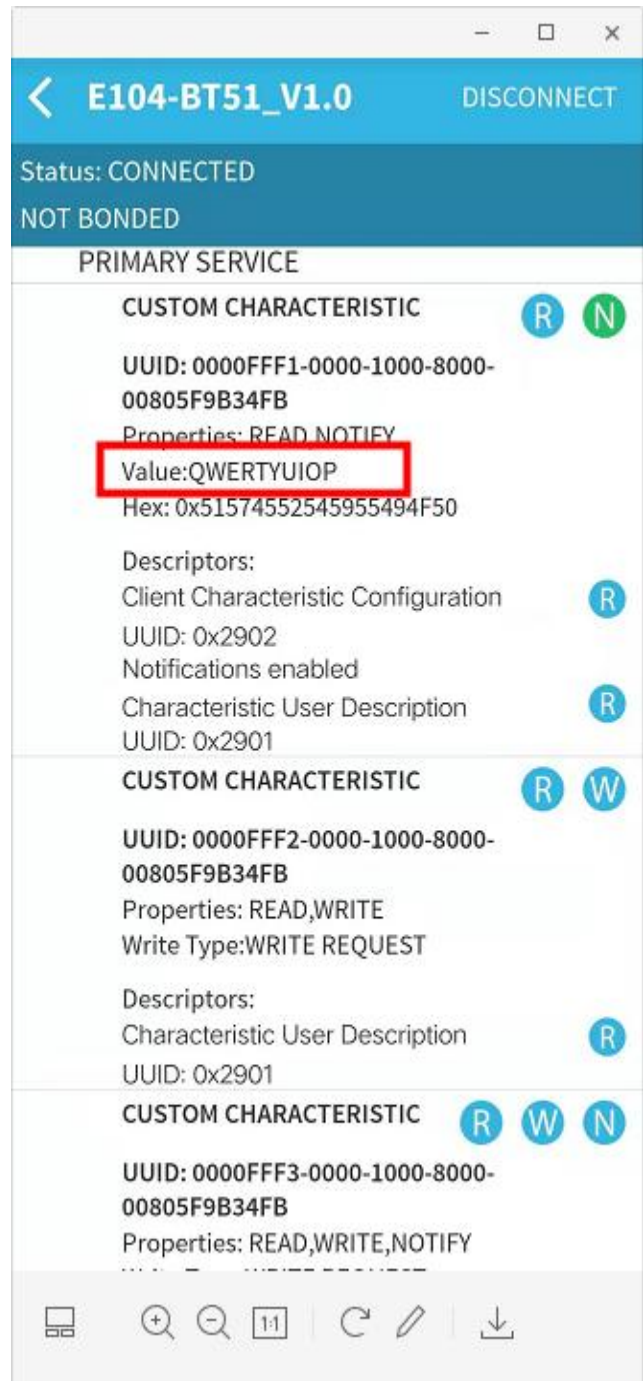 E104-BT51_V1.0 DISCONNECT
Status: CONNECTED
NOT BONDED
PRIMARY SERVICE
CUSTOM CHARACTERISTIC R N
UUID: 0000FFF1-0000-1000-8000-
00805F9B34FB
Properties: READ,NOTIFY
Value:QWERTYUIOP
Hex: 0x51574552545955494F50
Descriptors:
Client Characteristic Configuration R
UUID: 0x2902
Notifications enabled
Characteristic User Description R
UUID: 0x2901
CUSTOM CHARACTERISTIC R W
UUID: 0000FFF2-0000-1000-8000-
00805F9B34FB
Properties: READ,WRITE
Write Type:WRITE REQUEST
Descriptors:
Characteristic User Description R
UUID: 0x2901
CUSTOM CHARACTERISTIC R W N
UUID: 0000FFF3-0000-1000-8000-
00805F9B34FB
Properties: READ,WRITE,NOTIFY
1:1